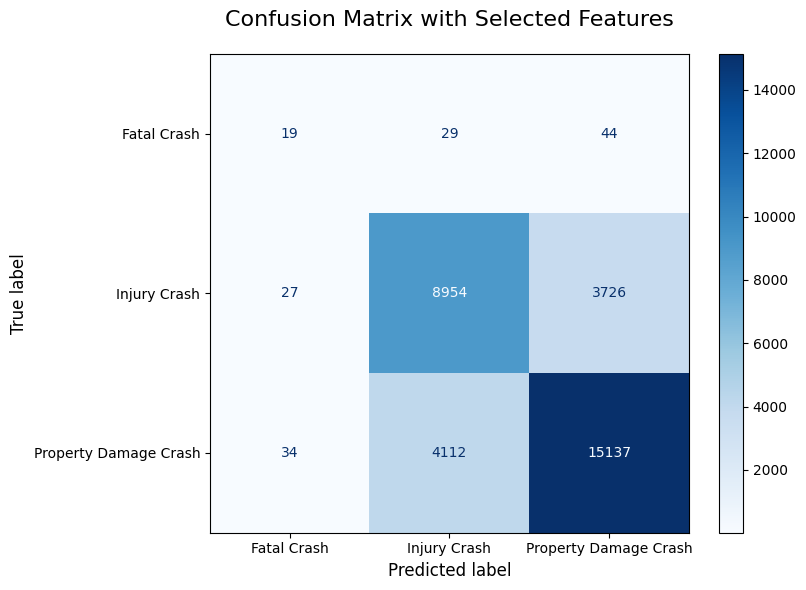 Confusion Matrix with Selected Features
True label
Fatal Crash
19 29 44
Injury Crash
27 8954 3726
Property Damage Crash
34 4112 15137
Fatal Crash Injury Crash Property Damage Crash
Predicted label
14000
12000
10000
8000
6000
4000
2000